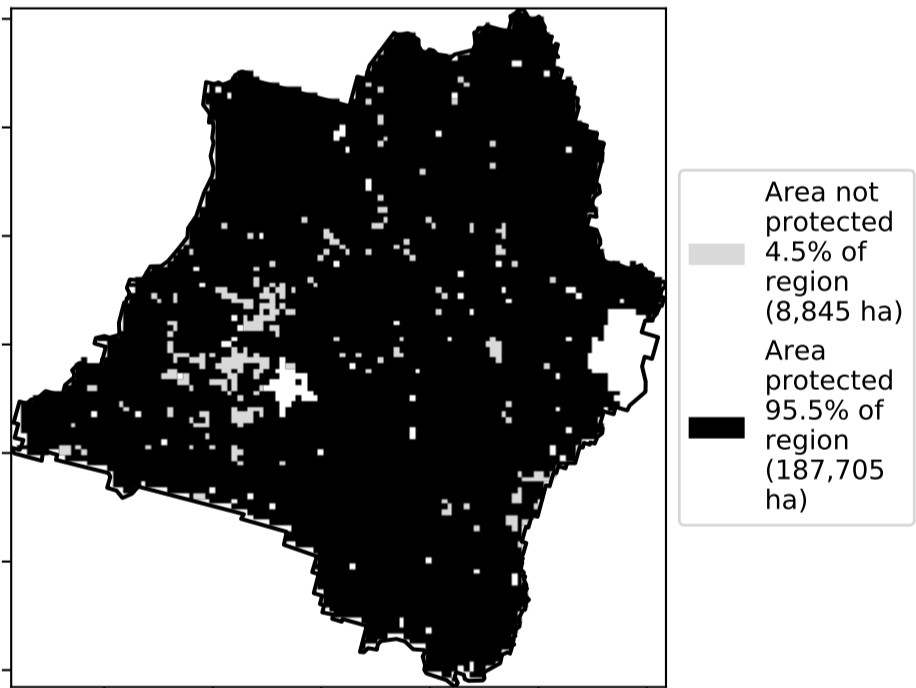 Area not
protected
4.5% of
region
(8,845 ha)
Area
protected
95.5% of
region
(187,705
ha)